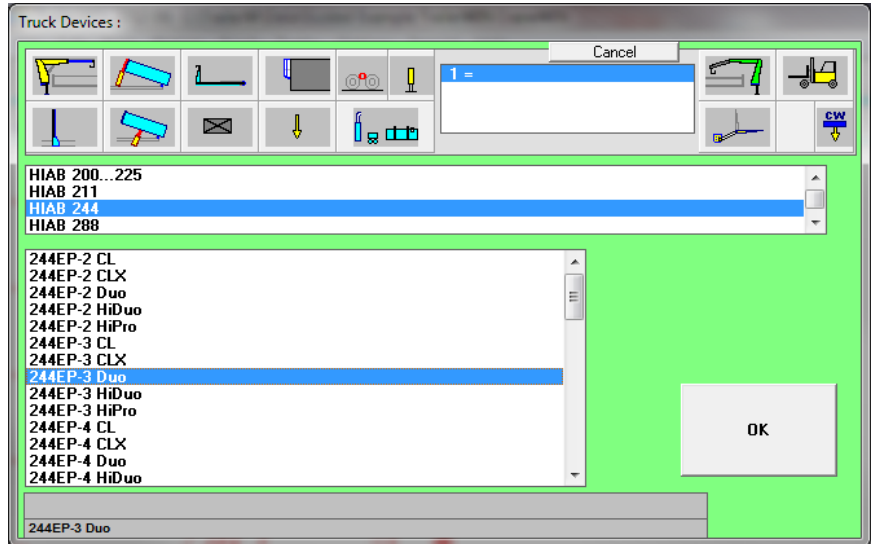 Truck Devices :
Cancel
1 =
CW
HIAB 200...225
HIAB 211
HIAB 244
HIAB 288
244EP-2 CL
244EP-2 CLX
244EP-2 Duo
244EP-2 HiDuo
244EP-2 HiPro
244EP-3 CL
244EP-3 CLX
244EP-3 Duo
244EP-3 HiDuo
244EP-3 HiPro
244EP-4 CL
244EP-4 CLX
244EP-4 Duo
244EP-4 HiDuo
OK
244EP-3 Duo